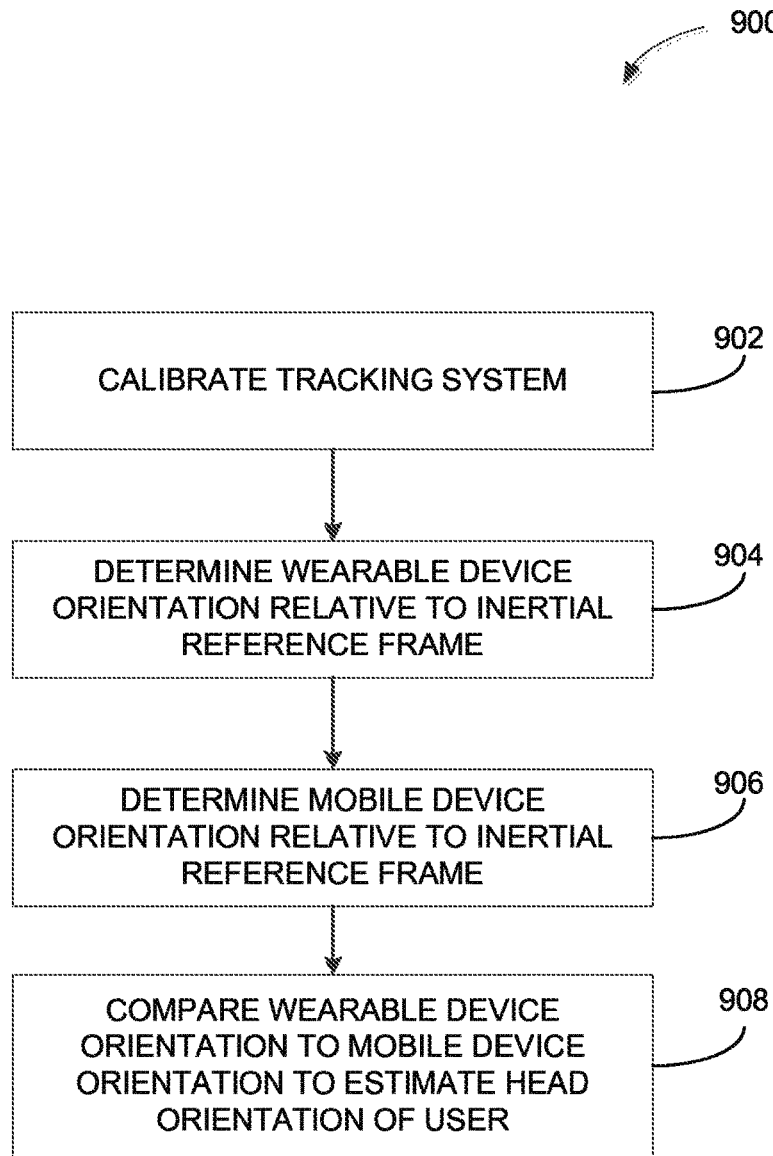 900
CALIBRATE TRACKING SYSTEM
902
DETERMINE WEARABLE DEVICE
ORIENTATION RELATIVE TO INERTIAL
REFERENCE FRAME
904
DETERMINE MOBILE DEVICE
ORIENTATION RELATIVE TO INERTIAL
REFERENCE FRAME
906
COMPARE WEARABLE DEVICE
ORIENTATION TO MOBILE DEVICE
ORIENTATION TO ESTIMATE HEAD
ORIENTATION OF USER
908